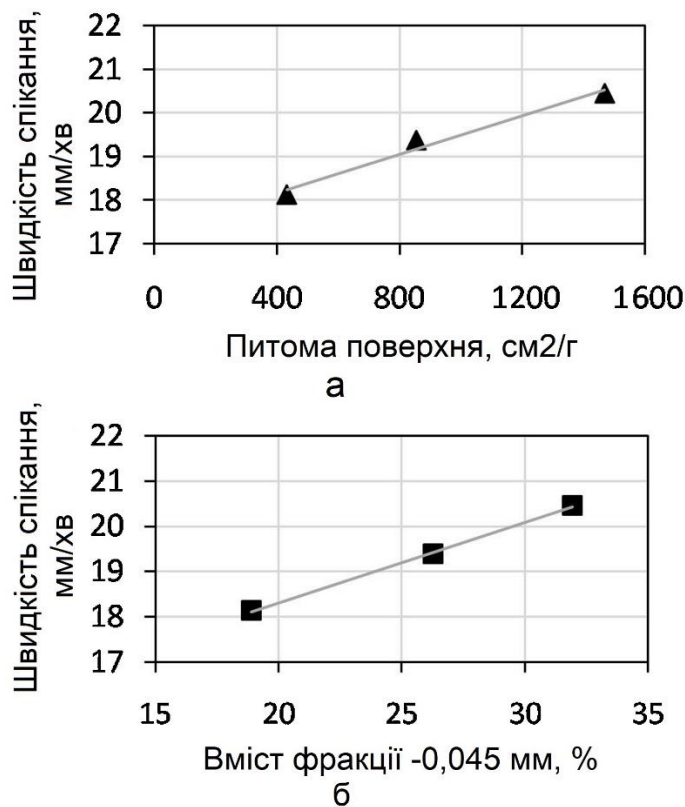 Швидкість спікання,
мм/хв
22
21
20
19
18
17
0 400 800 1200 1600
Питома поверхня, см2/г
а
Швидкість спікання,
мм/хв
22
21
20
19
18
17
15 20 25 30 35
Вміст фракції -0,045 мм, %
б